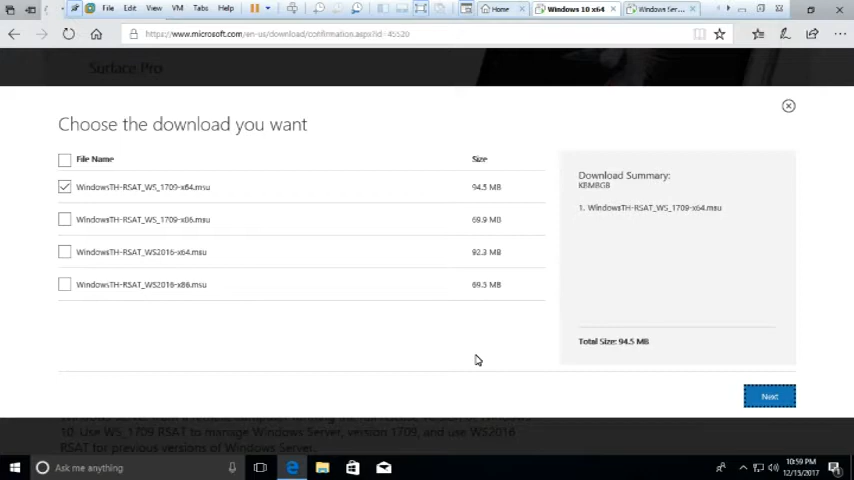 File Edit View VM Tabs Help Home Windows 10 x64 Windows Ser...
https://www.microsoft.com/en-us/download/confirmation.aspx?id=45520
Surface Pro
Choose the download you want
File Name Size
WindowsTH-RSAT_WS_1709-x64.msu 94.5 MB
WindowsTH-RSAT_WS_1709-x86.msu 69.9 MB
WindowsTH-RSAT_WS2016-x64.msu 92.3 MB
WindowsTH-RSAT_WS2016-x86.msu 69.5 MB
Download Summary:
KBMBGB
1. WindowsTH-RSAT_WS_1709-x64.msu
Total Size: 94.5 MB
Next
10. Use WS_1709 RSAT to manage Windows Server, version 1709, and use WS2016
RSAT for previous versions of Windows Server.
Ask me anything
10:59 PM
12/15/2017